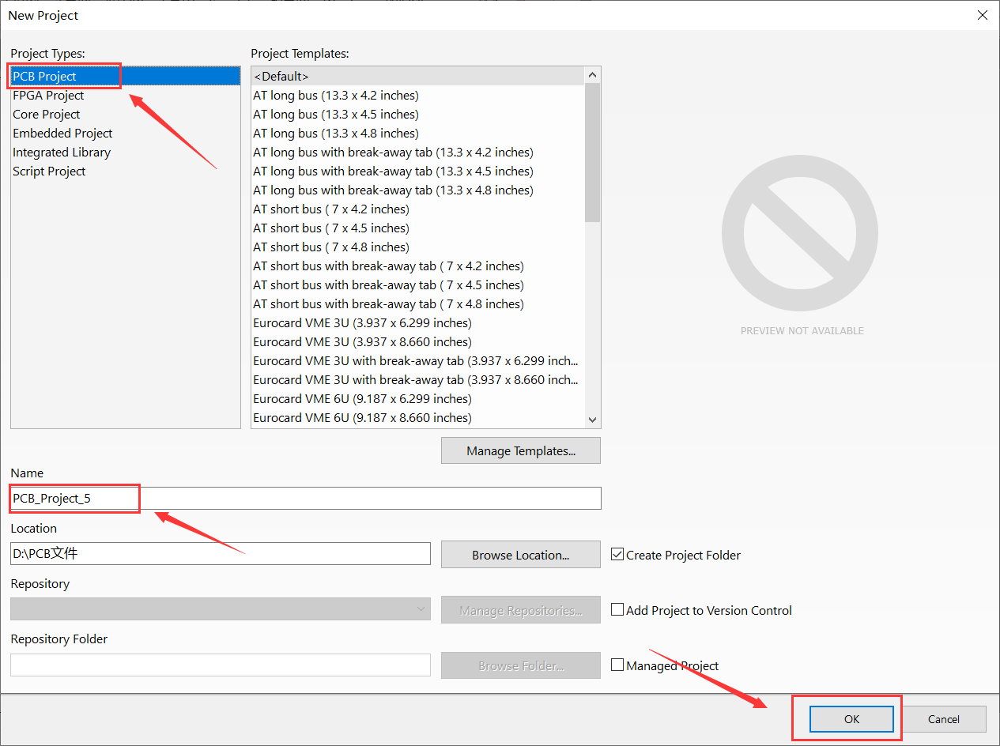 New Project
Project Types:
PCB Project
FPGA Project
Core Project
Embedded Project
Integrated Library
Script Project
Project Templates:
<Default>
AT long bus (13.3 x 4.2 inches)
AT long bus (13.3 x 4.5 inches)
AT long bus (13.3 x 4.8 inches)
AT long bus with break-away tab (13.3 x 4.2 inches)
AT long bus with break-away tab (13.3 x 4.5 inches)
AT long bus with break-away tab (13.3 x 4.8 inches)
AT short bus ( 7 x 4.2 inches)
AT short bus ( 7 x 4.5 inches)
AT short bus ( 7 x 4.8 inches)
AT short bus with break-away tab ( 7 x 4.2 inches)
AT short bus with break-away tab ( 7 x 4.5 inches)
AT short bus with break-away tab ( 7 x 4.8 inches)
Eurocard VME 3U (3.937 x 6.299 inches)
Eurocard VME 3U (3.937 x 8.660 inches)
Eurocard VME 3U with break-away tab (3.937 x 6.299 inch...
Eurocard VME 3U with break-away tab (3.937 x 8.660 inch...
Eurocard VME 6U (9.187 x 6.299 inches)
Eurocard VME 6U (9.187 x 8.660 inches)
PREVIEW NOT AVAILABLE
Manage Templates...
Name
PCB_Project_5
Location
D:\PCB文件
Browse Location...
Create Project Folder
Repository
Manage Repositories...
Add Project to Version Control
Repository Folder
Browse Folder...
Managed Project
OK
Cancel